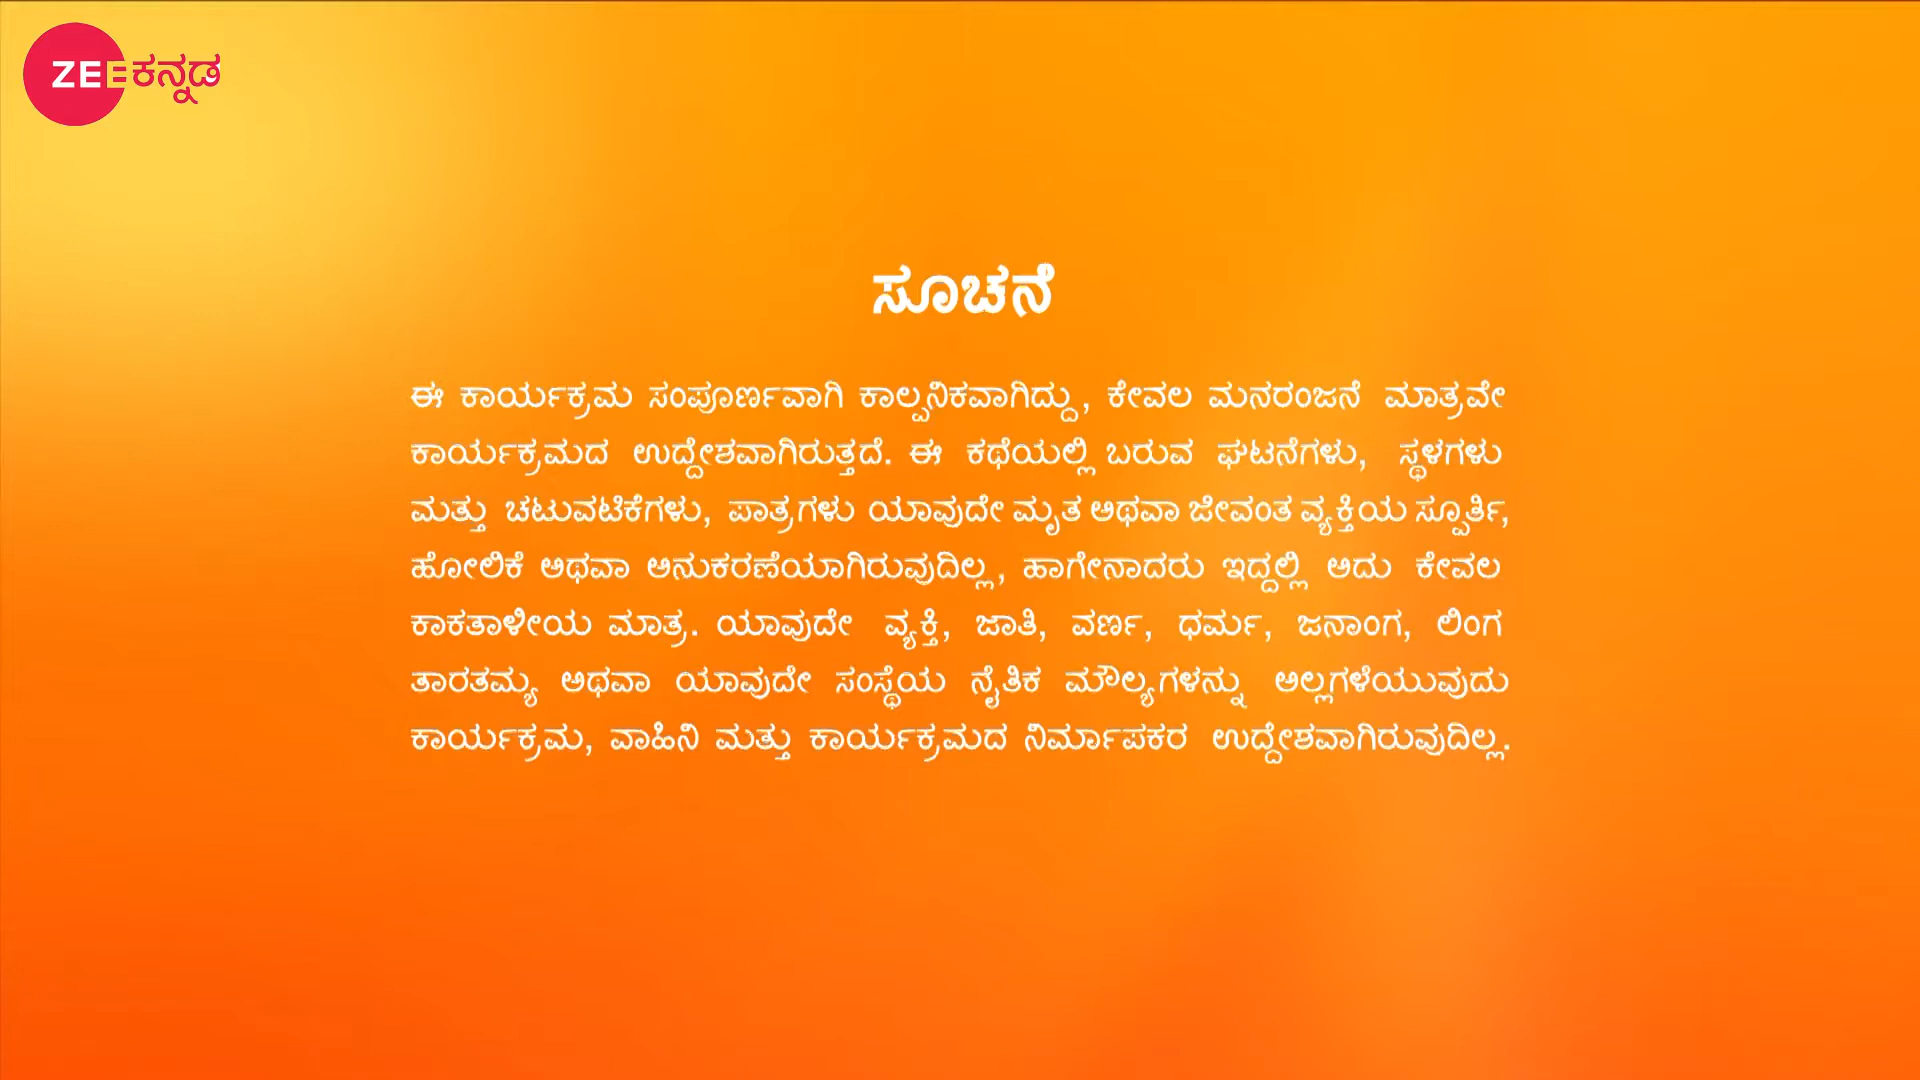 ZEEಕನ್ನಡ
ಸೂಚನೆ
ಈ ಕಾರ್ಯಕ್ರಮ ಸಂಪೂರ್ಣವಾಗಿ ಕಾಲ್ಪನಿಕವಾಗಿದ್ದು, ಕೇವಲ ಮನರಂಜನೆ ಮಾತ್ರವೇ
ಕಾರ್ಯಕ್ರಮದ ಉದ್ದೇಶವಾಗಿರುತ್ತದೆ. ಈ ಕಥೆಯಲ್ಲಿ ಬರುವ ಘಟನೆಗಳು, ಸ್ಥಳಗಳು
ಮತ್ತು ಚಟುವಟಿಕೆಗಳು, ಪಾತ್ರಗಳು ಯಾವುದೇ ಮೃತ ಅಥವಾ ಜೀವಂತ ವ್ಯಕ್ತಿಯ ಸ್ಪೂರ್ತಿ,
ಹೋಲಿಕೆ ಅಥವಾ ಅನುಕರಣೆಯಾಗಿರುವುದಿಲ್ಲ, ಹಾಗೇನಾದರು ಇದ್ದಲ್ಲಿ ಅದು ಕೇವಲ
ಕಾಕತಾಳೀಯ ಮಾತ್ರ. ಯಾವುದೇ ವ್ಯಕ್ತಿ, ಜಾತಿ, ವರ್ಣ, ಧರ್ಮ, ಜನಾಂಗ, ಲಿಂಗ
ತಾರತಮ್ಯ ಅಥವಾ ಯಾವುದೇ ಸಂಸ್ಥೆಯ ನೈತಿಕ ಮೌಲ್ಯಗಳನ್ನು ಅಲ್ಲಗಳೆಯುವುದು
ಕಾರ್ಯಕ್ರಮ, ವಾಹಿನಿ ಮತ್ತು ಕಾರ್ಯಕ್ರಮದ ನಿರ್ಮಾಪಕರ ಉದ್ದೇಶವಾಗಿರುವುದಿಲ್ಲ.